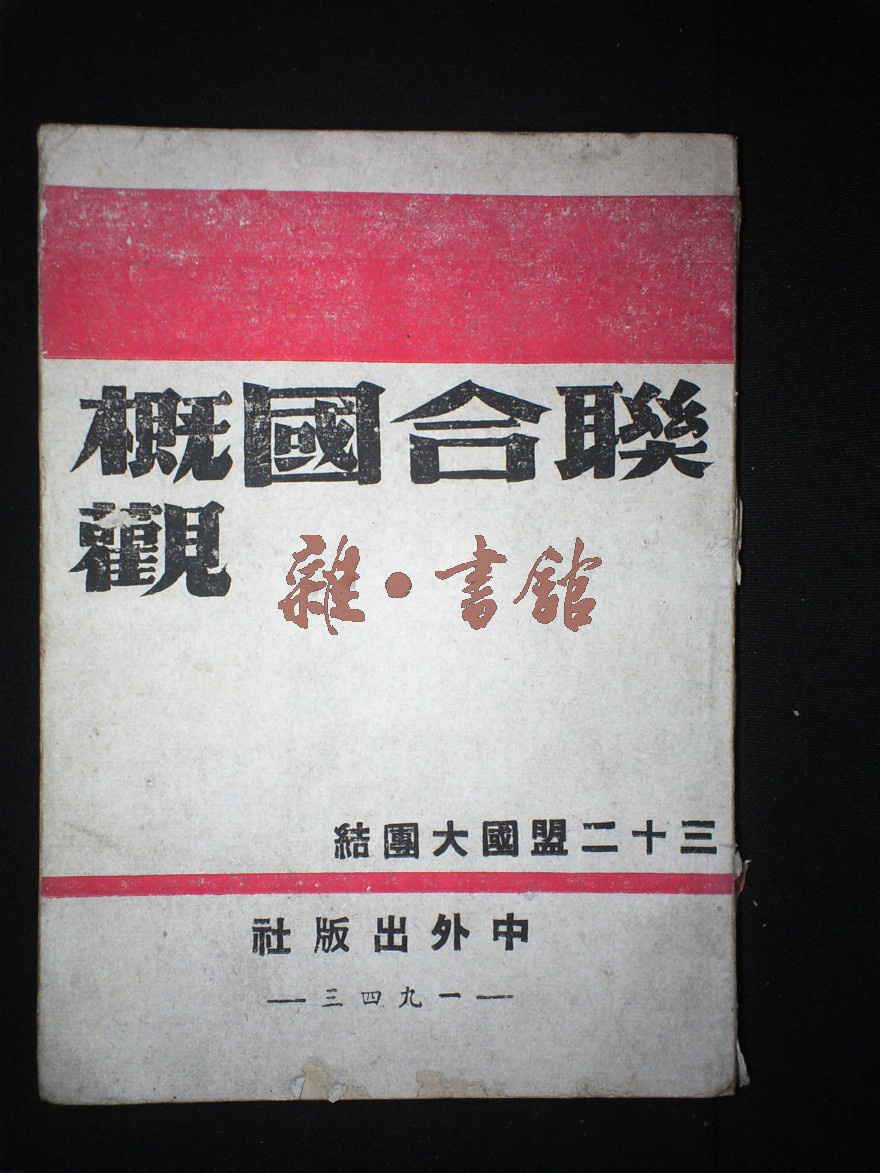 聯合國概
觀
雜·書館
三十二盟國大團結
中外出版社
—一九四三—